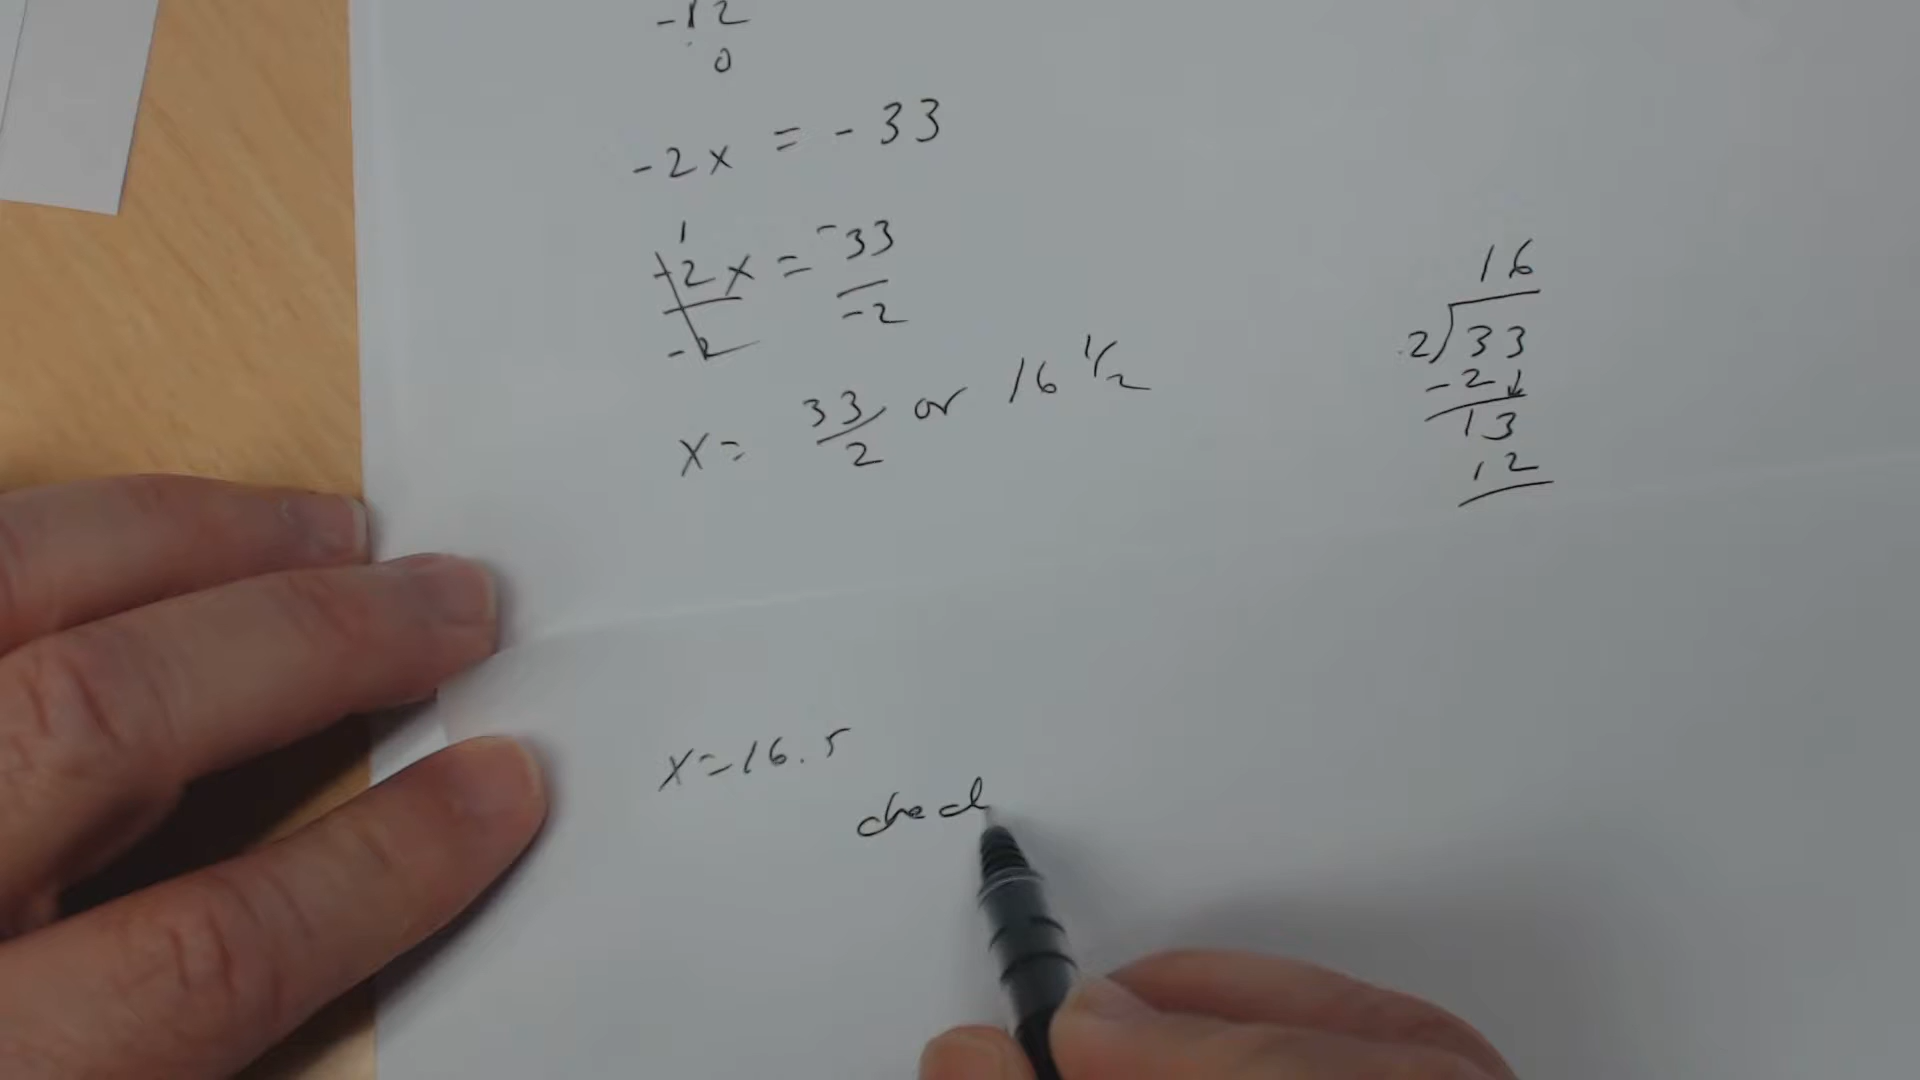 -12
0
-2x = -33
1
-2x = -33
-2 -2
x = 33/2 or 16 1/2
16
2)33
-2↓
13
12
x=16.5
chec